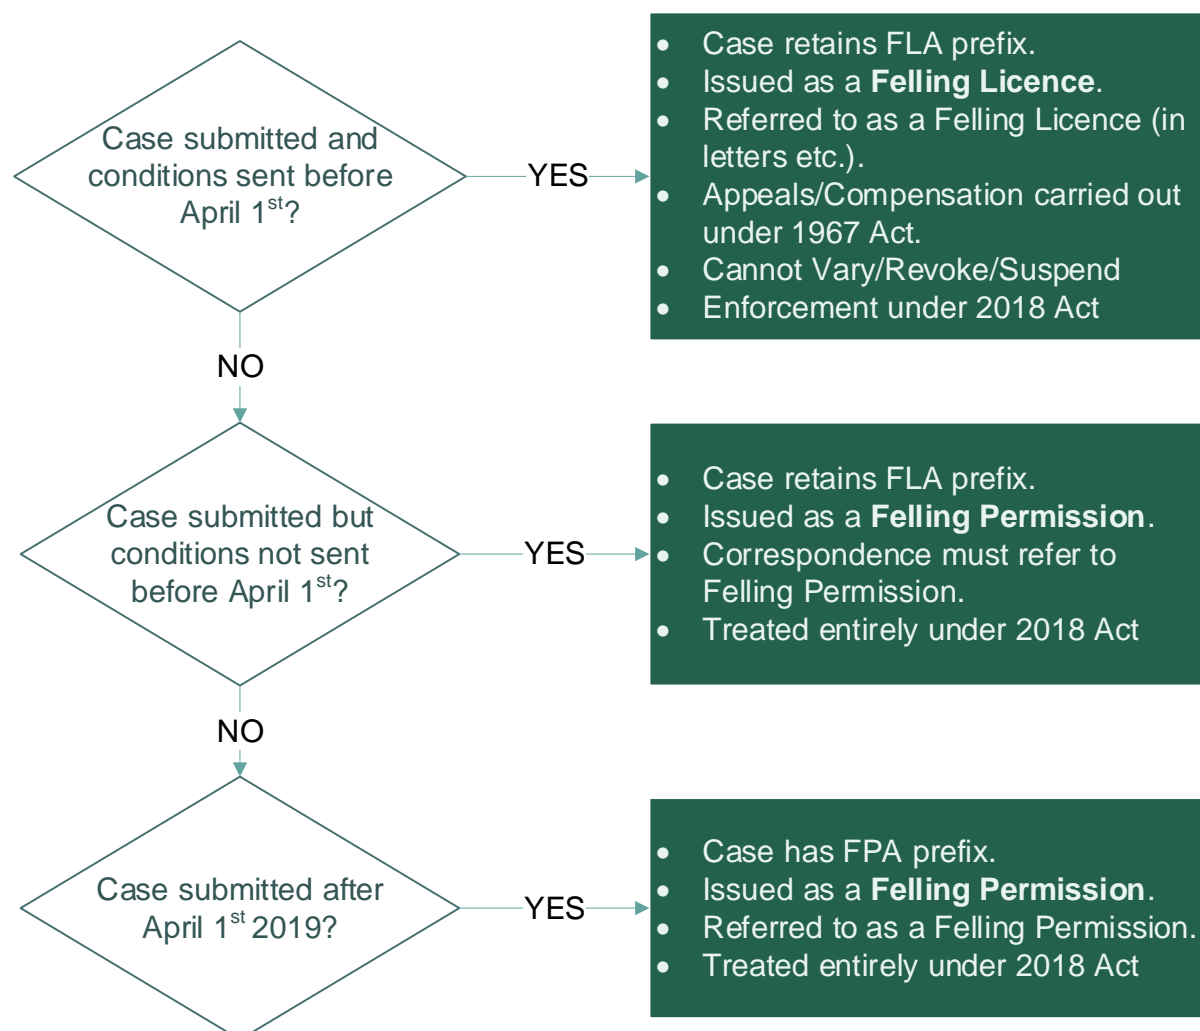 Case submitted and
conditions sent before
April 1st?
YES
• Case retains FLA prefix.
• Issued as a Felling Licence.
• Referred to as a Felling Licence (in
letters etc.).
• Appeals/Compensation carried out
under 1967 Act.
• Cannot Vary/Revoke/Suspend
• Enforcement under 2018 Act
NO
Case submitted but
conditions not sent
before April 1st?
YES
• Case retains FLA prefix.
• Issued as a Felling Permission.
• Correspondence must refer to
Felling Permission.
• Treated entirely under 2018 Act
NO
Case submitted after
April 1st 2019?
YES
• Case has FPA prefix.
• Issued as a Felling Permission.
• Referred to as a Felling Permission.
• Treated entirely under 2018 Act